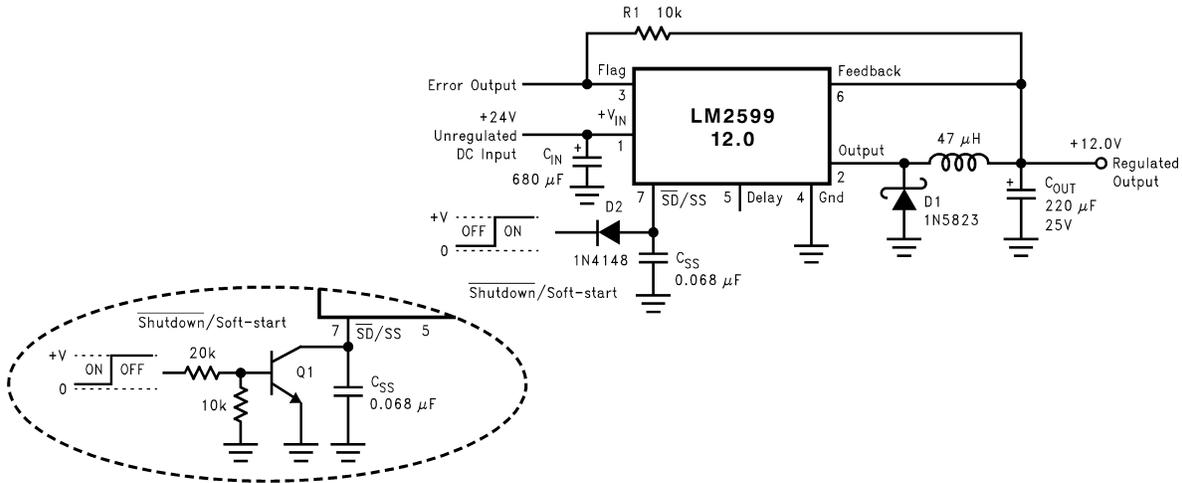 R1 10k
Error Output
Flag
3
Feedback
6
LM2599
12.0
+24V
Unregulated
DC Input
+VIN
1
+
CIN
680 μF
Output
2
47 μH
+12.0V
Regulated
Output
+
COUT
220 μF
25V
D1
1N5823
7
SD/SS
5
Delay
4
Gnd
+V
OFF
ON
0
D2
1N4148
CSS
0.068 μF
Shutdown/Soft-start
Shutdown/Soft-start
7
SD/SS
5
+V
ON
OFF
0
20k
10k
Q1
CSS
0.068 μF